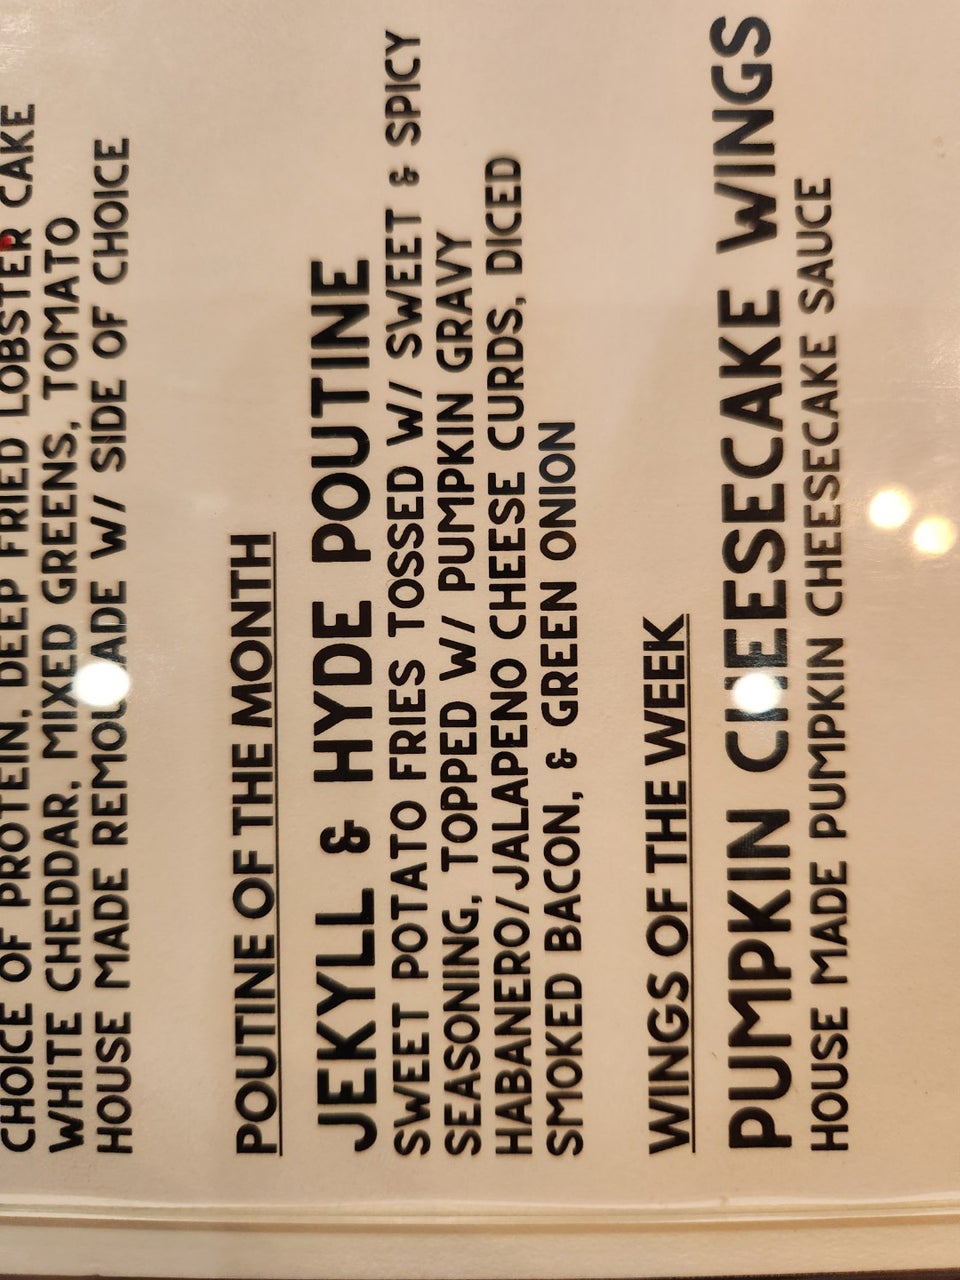 CHOICE OF PROTEIN, DEEP FRIED LOBSTER CAKE
WHITE CHEDDAR, MIXED GREENS, TOMATO
HOUSE MADE REMOULADE W/ SIDE OF CHOICE
POUTINE OF THE MONTH
JEKYLL & HYDE POUTINE
SWEET POTATO FRIES TOSSED W/ SWEET & SPICY
SEASONING, TOPPED W/ PUMPKIN GRAVY
HABANERO/JALAPENO CHEESE CURDS, DICED
SMOKED BACON, & GREEN ONION
WINGS OF THE WEEK
PUMPKIN CHEESECAKE WINGS
HOUSE MADE PUMPKIN CHEESECAKE SAUCE